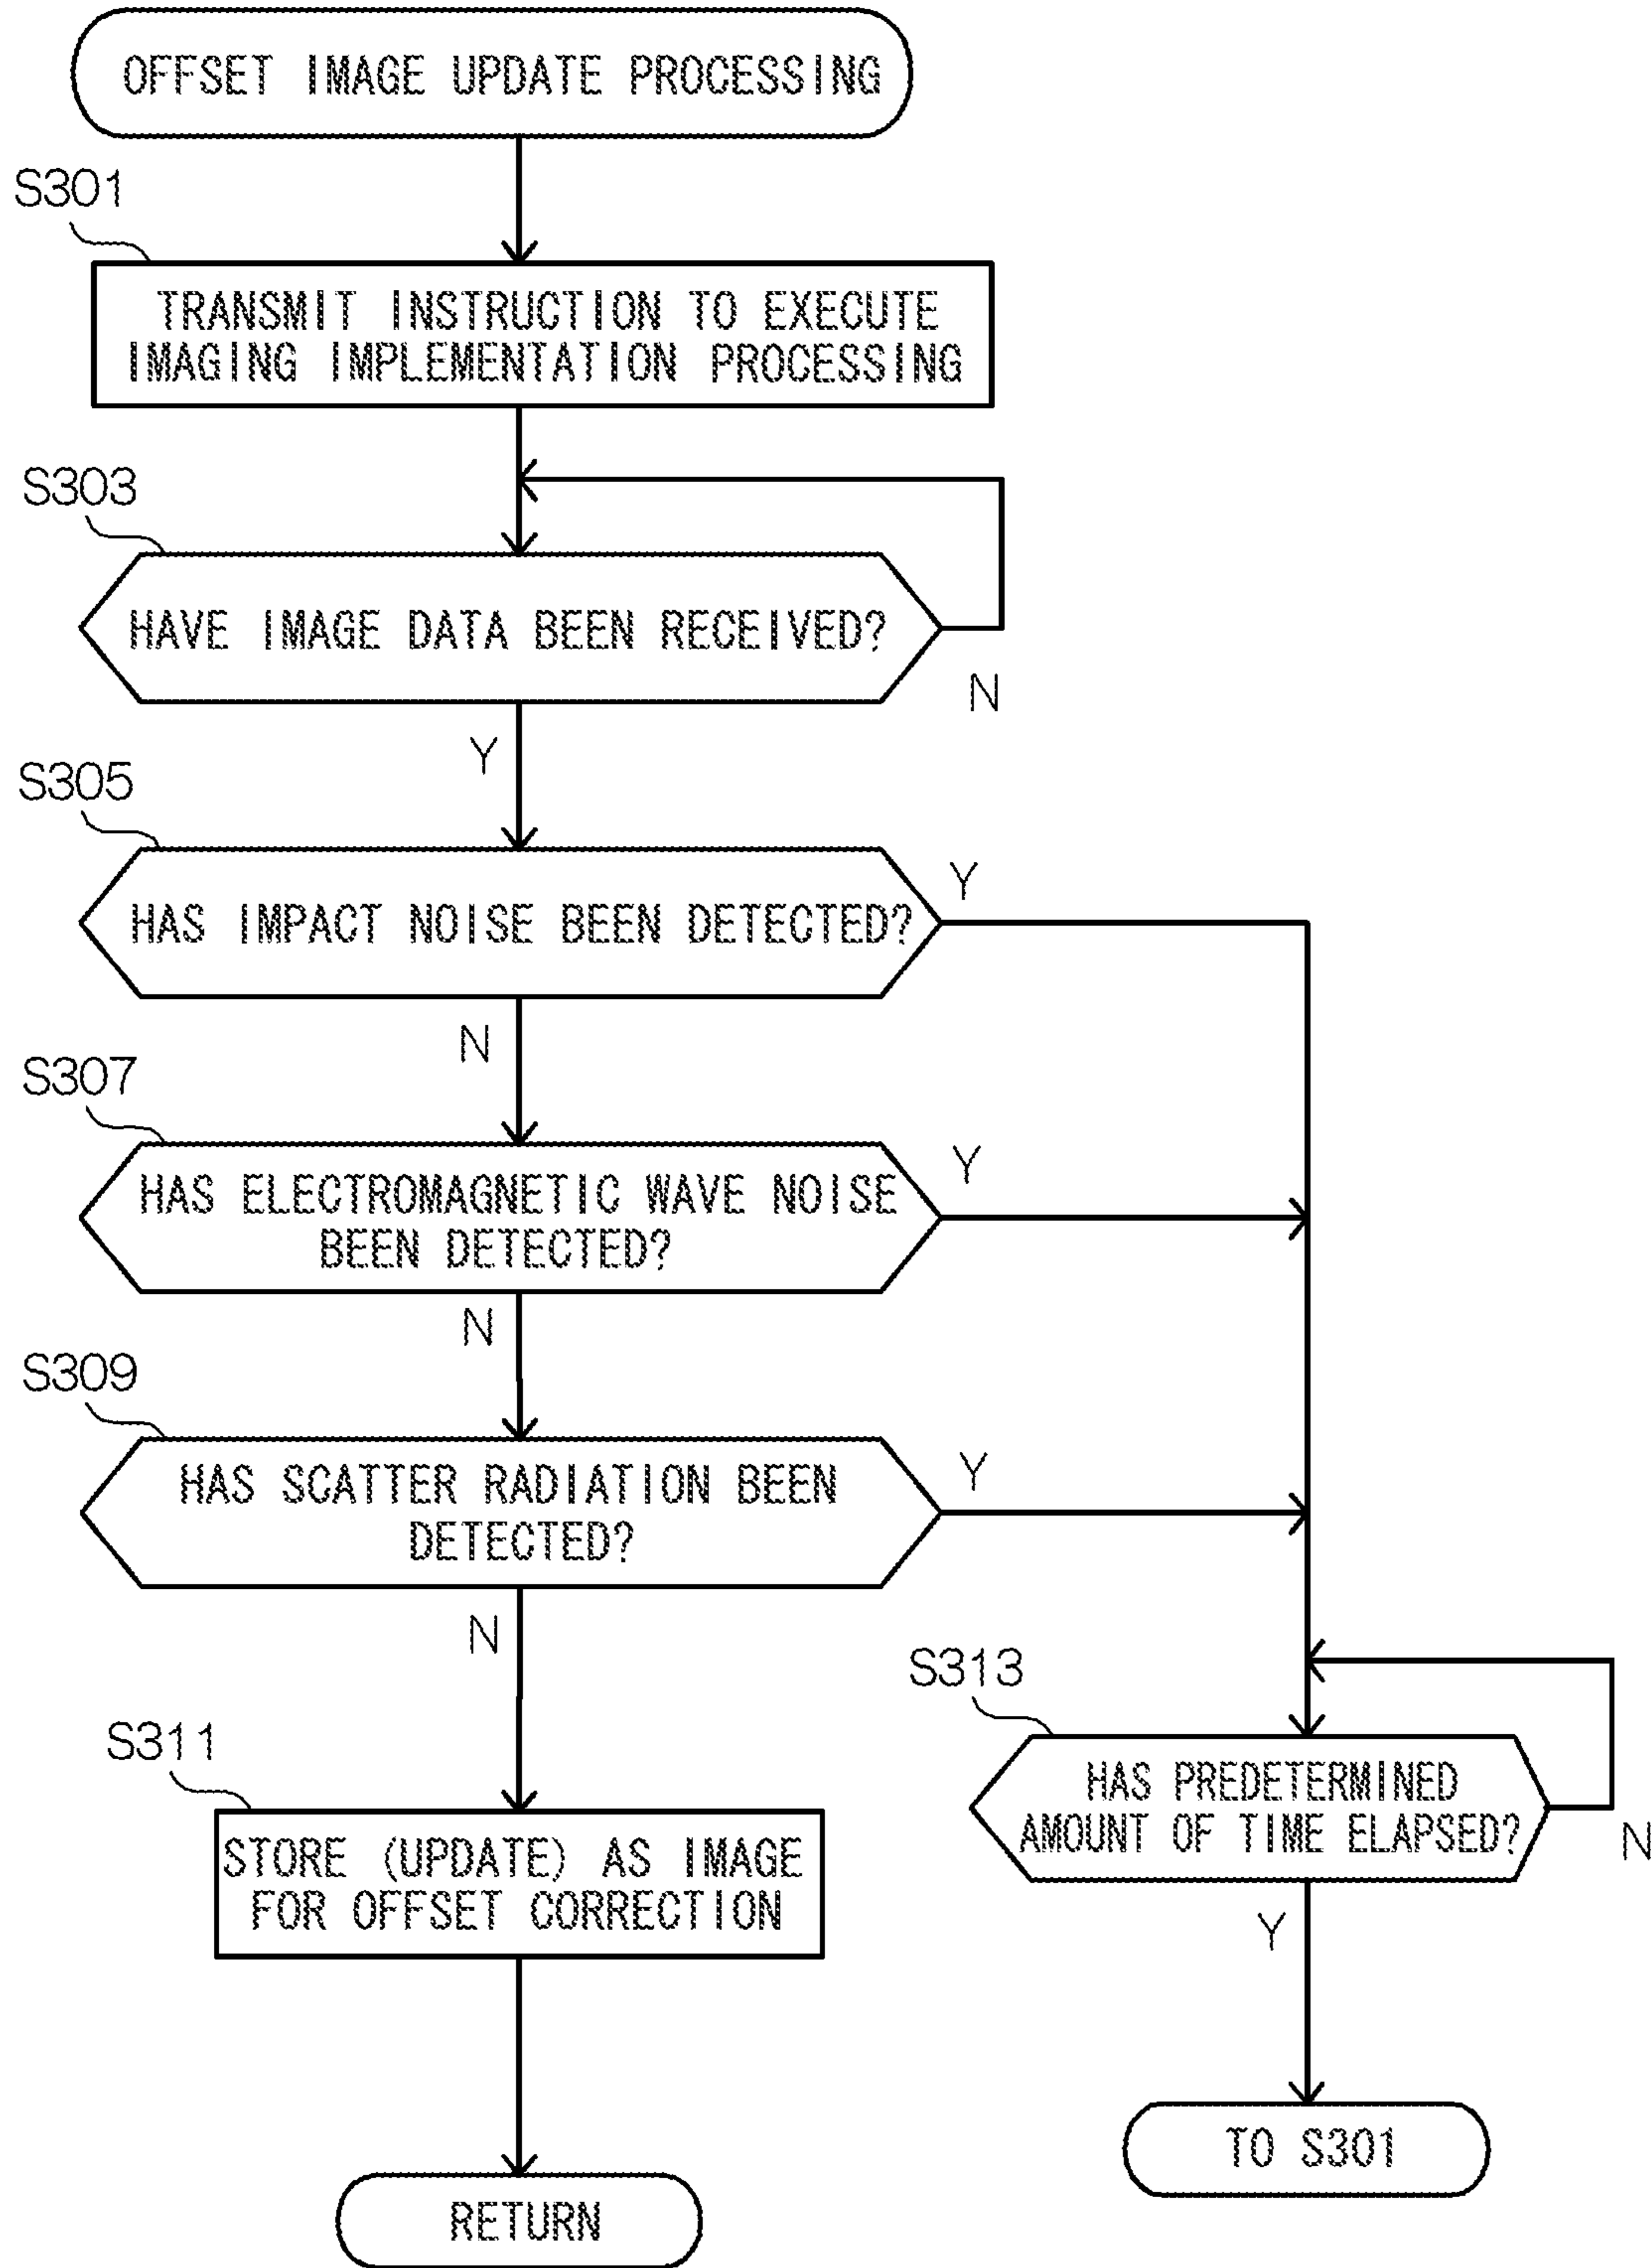 OFFSET IMAGE UPDATE PROCESSING
S301
TRANSMIT INSTRUCTION TO EXECUTE
IMAGING IMPLEMENTATION PROCESSING
S303
HAVE IMAGE DATA BEEN RECEIVED?
N
Y
S305
HAS IMPACT NOISE BEEN DETECTED?
Y
N
S307
HAS ELECTROMAGNETIC WAVE NOISE
BEEN DETECTED?
Y
N
S309
HAS SCATTER RADIATION BEEN
DETECTED?
Y
N
S311
STORE (UPDATE) AS IMAGE
FOR OFFSET CORRECTION
S313
HAS PREDETERMINED
AMOUNT OF TIME ELAPSED?
N
Y
TO S301
RETURN